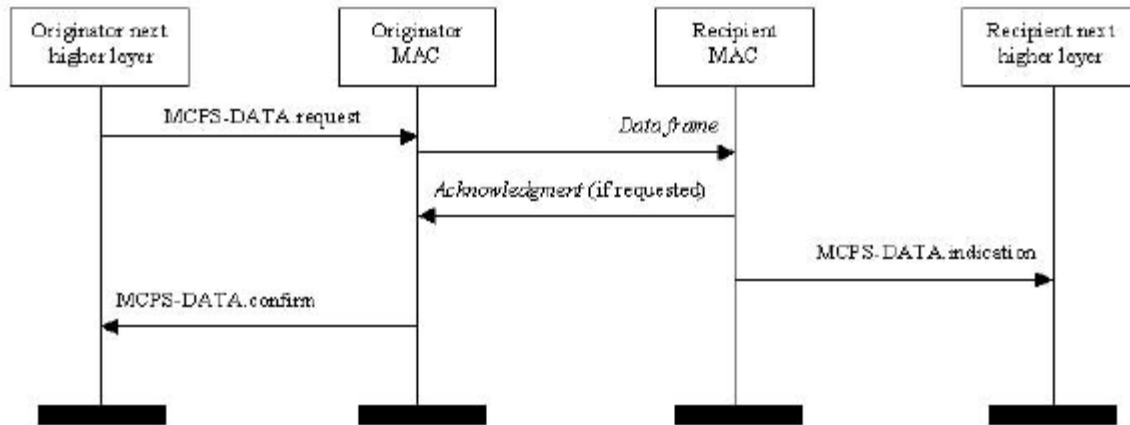 Originator next
higher layer
Originator
MAC
Recipient
MAC
Recipient next
higher layer
MCPS-DATA.request
Data frame
Acknowledgment (if requested)
MCPS-DATA.indication
MCPS-DATA.confirm